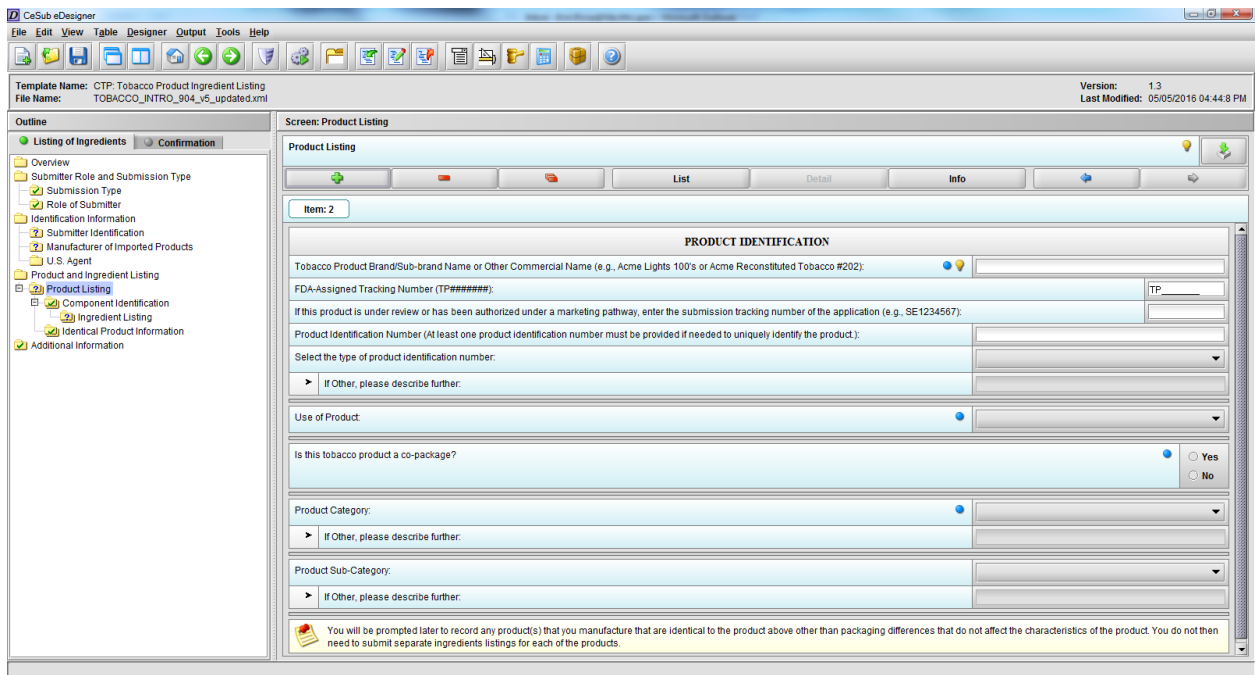 CeSub eDesigner
File Edit View Table Designer Output Tools Help
Template Name: CTP: Tobacco Product Ingredient Listing
Version: 1.3
File Name: TOBACCO_INTRO_904_v5_updated.xml
Last Modified: 05/05/2016 04:44:8 PM
Outline
Listing of Ingredients
Confirmation
Overview
Submitter Role and Submission Type
Submission Type
Role of Submitter
Identification Information
Submitter Identification
Manufacturer of Imported Products
U.S. Agent
Product and Ingredient Listing
Product Listing
Component Identification
Ingredient Listing
Identical Product Information
Additional Information
Screen: Product Listing
Product Listing
List Detail Info
Item: 2
PRODUCT IDENTIFICATION
Tobacco Product Brand/Sub-brand Name or Other Commercial Name (e.g., Acme Lights 100's or Acme Reconstituted Tobacco #202):
FDA-Assigned Tracking Number (TP#######): TP_______
If this product is under review or has been authorized under a marketing pathway, enter the submission tracking number of the application (e.g., SE1234567):
Product Identification Number (At least one product identification number must be provided if needed to uniquely identify the product.):
Select the type of product identification number:
If Other, please describe further:
Use of Product:
Is this tobacco product a co-package?
Yes
No
Product Category:
If Other, please describe further:
Product Sub-Category:
If Other, please describe further:
You will be prompted later to record any product(s) that you manufacture that are identical to the product above other than packaging differences that do not affect the characteristics of the product. You do not then
need to submit separate ingredients listings for each of the products.